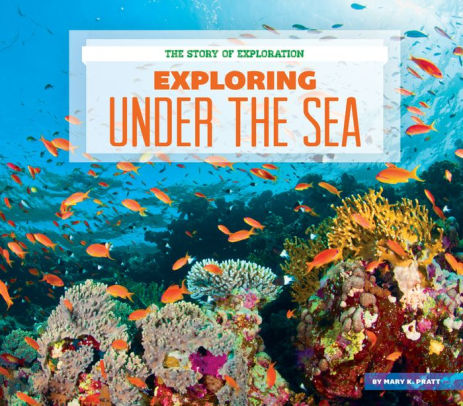 THE STORY OF EXPLORATION
EXPLORING
UNDER THE SEA
BY MARY K. PRATT